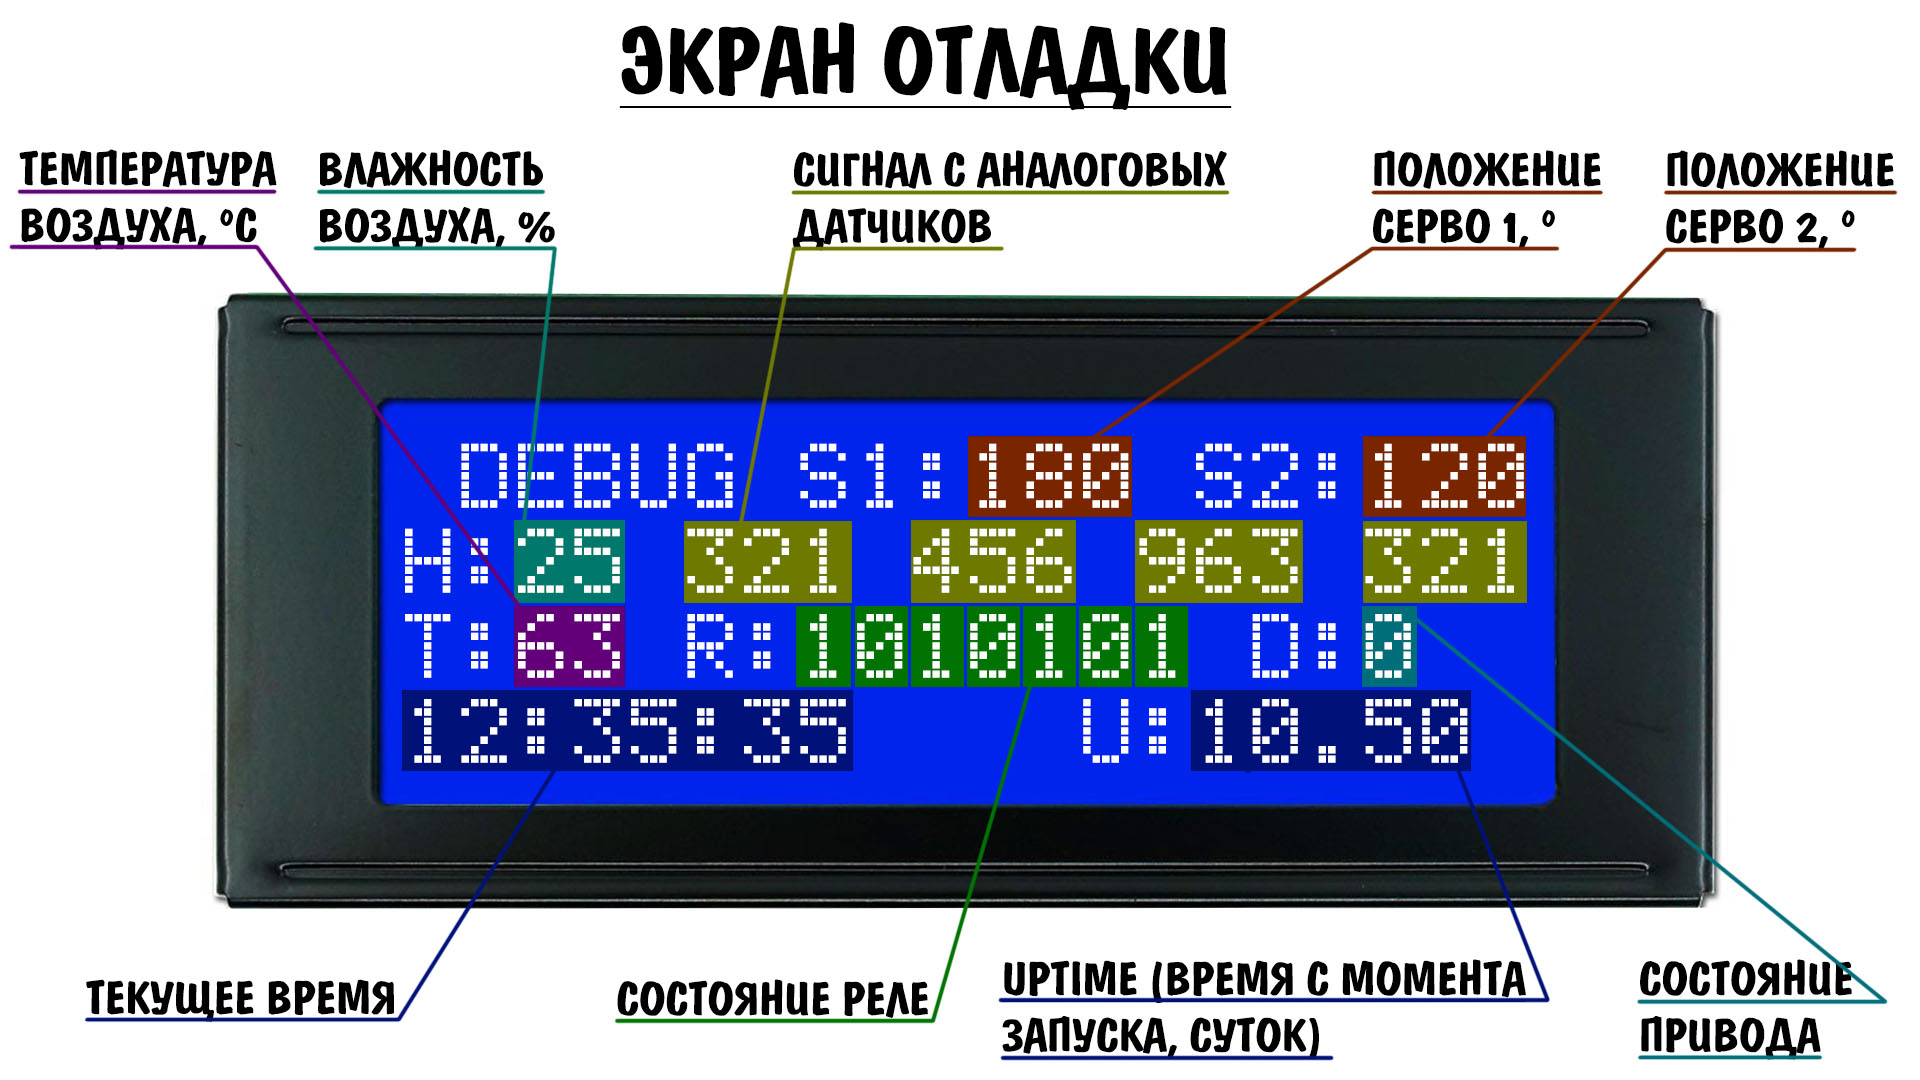 ЭКРАН ОТЛАДКИ
ТЕМПЕРАТУРА
ВОЗДУХА, °С
ВЛАЖНОСТЬ
ВОЗДУХА, %
СИГНАЛ С АНАЛОГОВЫХ
ДАТЧИКОВ
ПОЛОЖЕНИЕ
СЕРВО 1, °
ПОЛОЖЕНИЕ
СЕРВО 2, °
DEBUG S1:180 S2:120
H:25 321 456 963 321
T:63 R:1010101 D:0
12:35:35 U:10.50
ТЕКУЩЕЕ ВРЕМЯ
СОСТОЯНИЕ РЕЛЕ
UPTIME (ВРЕМЯ С МОМЕНТА
ЗАПУСКА, СУТОК)
СОСТОЯНИЕ
ПРИВОДА